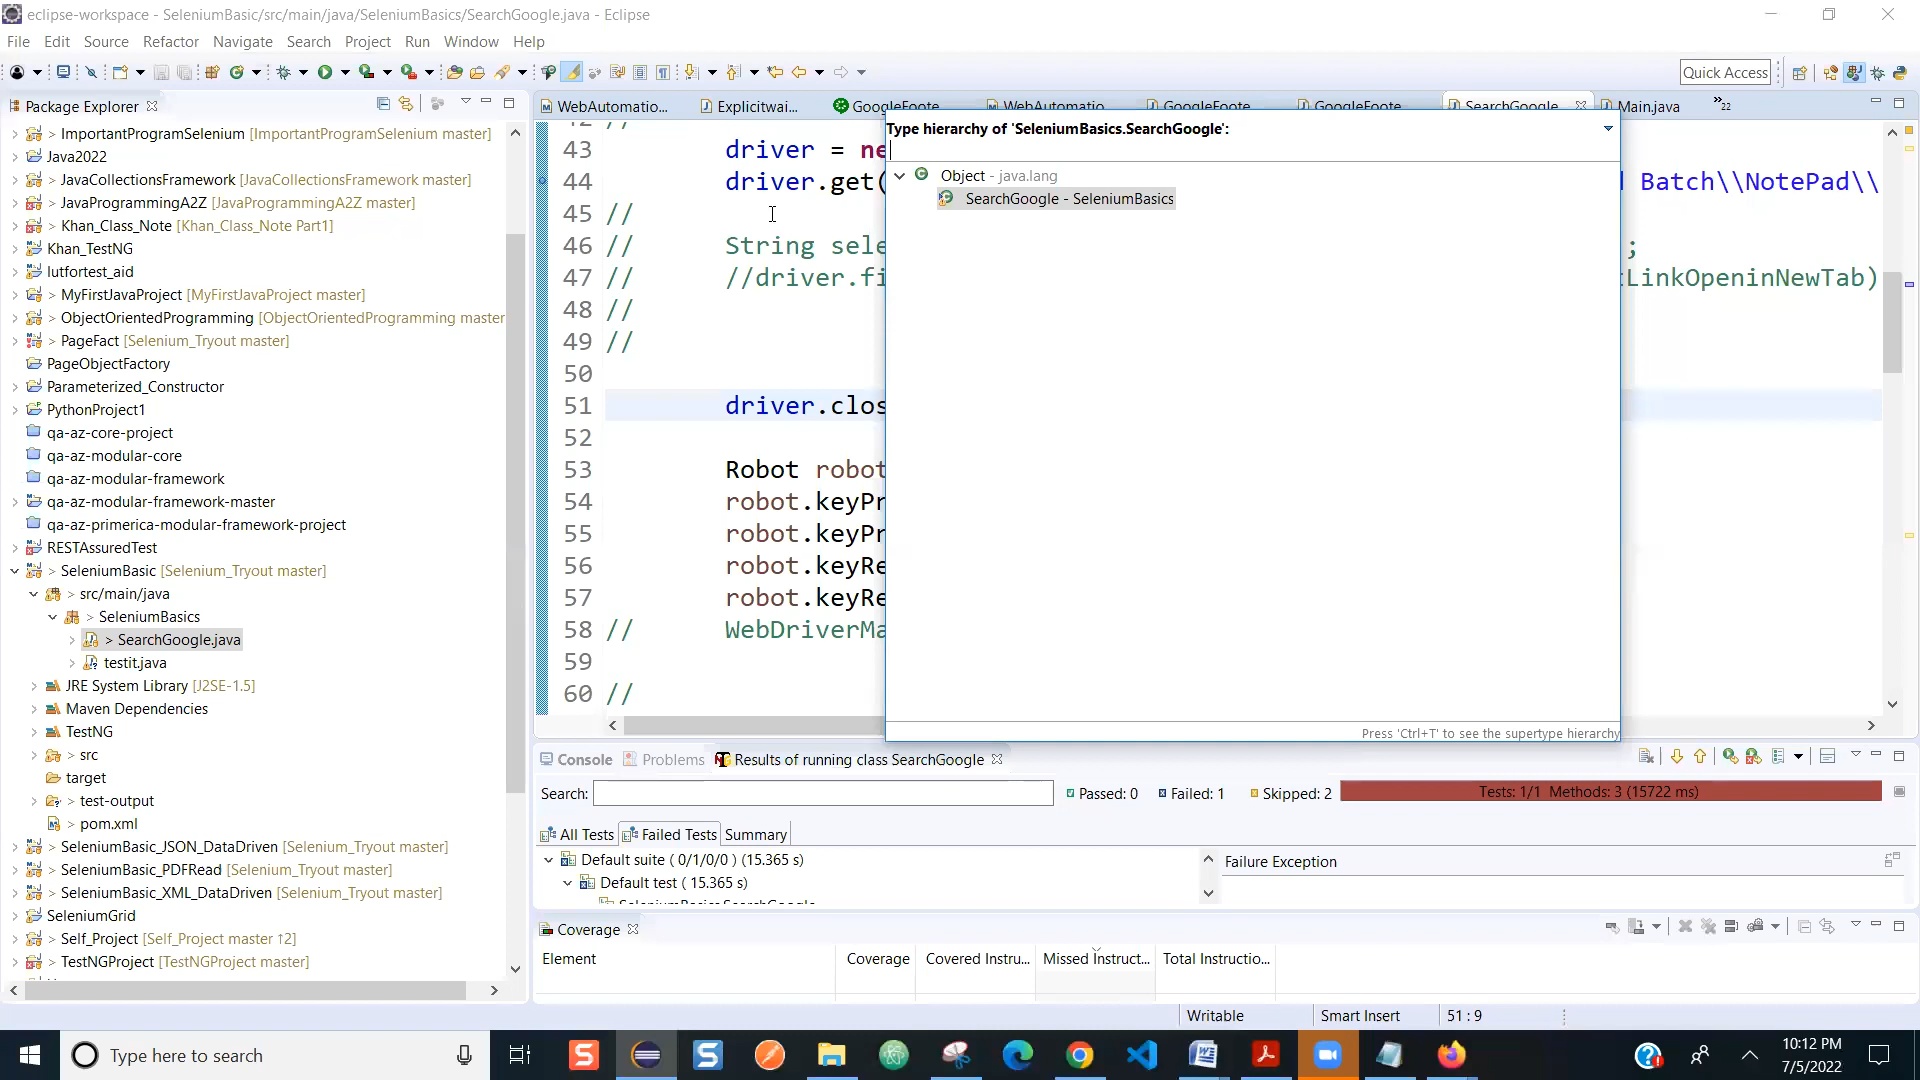 eclipse-workspace - SeleniumBasic/src/main/java/SeleniumBasics/SearchGoogle.java - Eclipse
File Edit Source Refactor Navigate Search Project Run Window Help
Quick Access
Package Explorer
> ImportantProgramSelenium [ImportantProgramSelenium master]
Java2022
> JavaCollectionsFramework [JavaCollectionsFramework master]
> JavaProgrammingA2Z [JavaProgrammingA2Z master]
> Khan_Class_Note [Khan_Class_Note Part1]
Khan_TestNG
lutfortest_aid
> MyFirstJavaProject [MyFirstJavaProject master]
> ObjectOrientedProgramming [ObjectOrientedProgramming master
> PageFact [Selenium_Tryout master]
PageObjectFactory
Parameterized_Constructor
PythonProject1
qa-az-core-project
qa-az-modular-core
qa-az-modular-framework
qa-az-modular-framework-master
qa-az-primerica-modular-framework-project
RESTAssuredTest
> SeleniumBasic [Selenium_Tryout master]
> src/main/java
> SeleniumBasics
> SearchGoogle.java
testit.java
JRE System Library [J2SE-1.5]
Maven Dependencies
TestNG
> src
target
> test-output
> pom.xml
> SeleniumBasic_JSON_DataDriven [Selenium_Tryout master]
> SeleniumBasic_PDFRead [Selenium_Tryout master]
> SeleniumBasic_XML_DataDriven [Selenium_Tryout master]
SeleniumGrid
> Self_Project [Self_Project master ↑2]
> TestNGProject [TestNGProject master]
WebAutomatio... Explicitwai... GoogleFoote WebAutomatio GoogleFoote GoogleFoote SearchGoogle Main.java »22
42 //
43 driver = ne
44 driver.get( d Batch\\NotePad\\
45 //
46 // String sele ;
47 // //driver.fi tLinkOpeninNewTab)
48 //
49 //
50
51 driver.clos
52
53 Robot robot
54 robot.keyPr
55 robot.keyPr
56 robot.keyRe
57 robot.keyRe
58 // WebDriverMa
59
60 //
Type hierarchy of 'SeleniumBasics.SearchGoogle':
Object - java.lang
SearchGoogle - SeleniumBasics
Press 'Ctrl+T' to see the supertype hierarchy
Console Problems Results of running class SearchGoogle
Search: Passed: 0 Failed: 1 Skipped: 2 Tests: 1/1 Methods: 3 (15722 ms)
All Tests Failed Tests Summary
Default suite ( 0/1/0/0 ) (15.365 s)
Default test ( 15.365 s)
SeleniumBasics.SearchGoogle
Failure Exception
Coverage
Element Coverage Covered Instru... Missed Instruct... Total Instructio...
Writable Smart Insert 51 : 9
Type here to search
10:12 PM
7/5/2022